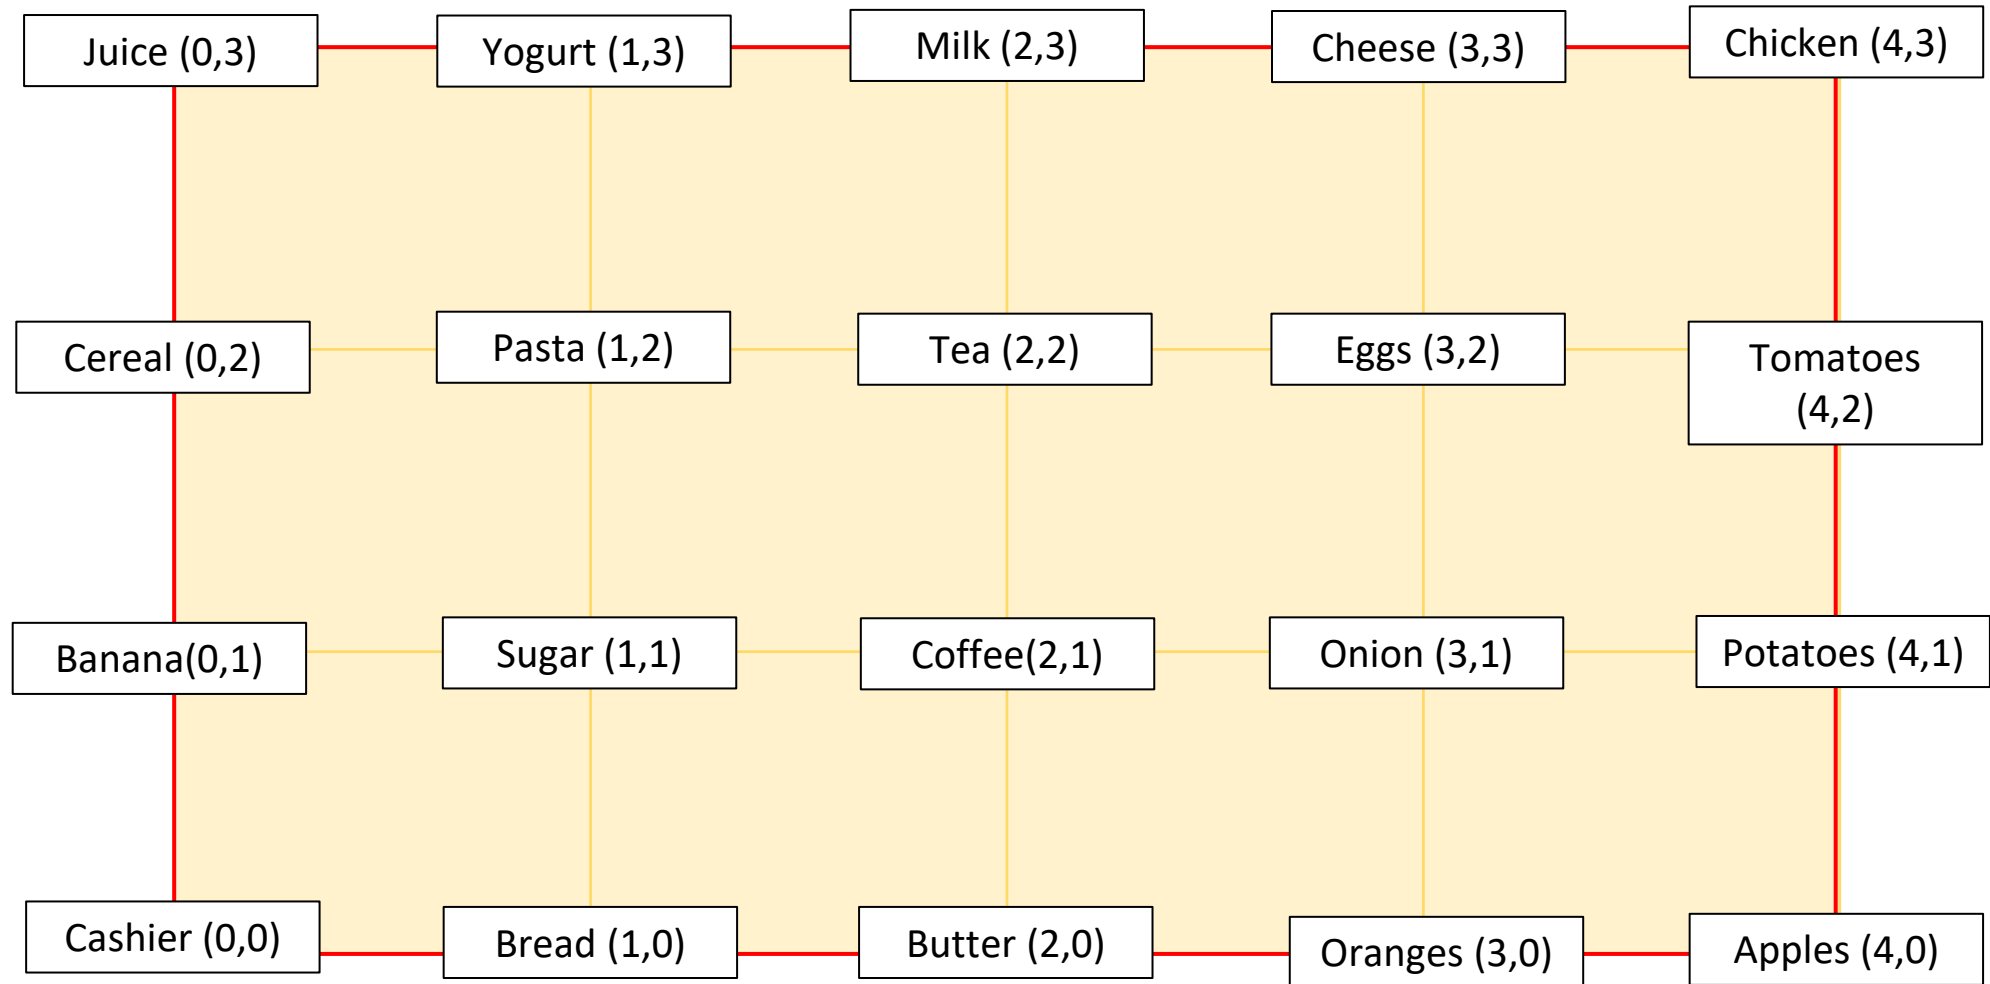 Juice (0,3)
Yogurt (1,3)
Milk (2,3)
Cheese (3,3)
Chicken (4,3)
Cereal (0,2)
Pasta (1,2)
Tea (2,2)
Eggs (3,2)
Tomatoes
(4,2)
Banana(0,1)
Sugar (1,1)
Coffee(2,1)
Onion (3,1)
Potatoes (4,1)
Cashier (0,0)
Bread (1,0)
Butter (2,0)
Oranges (3,0)
Apples (4,0)